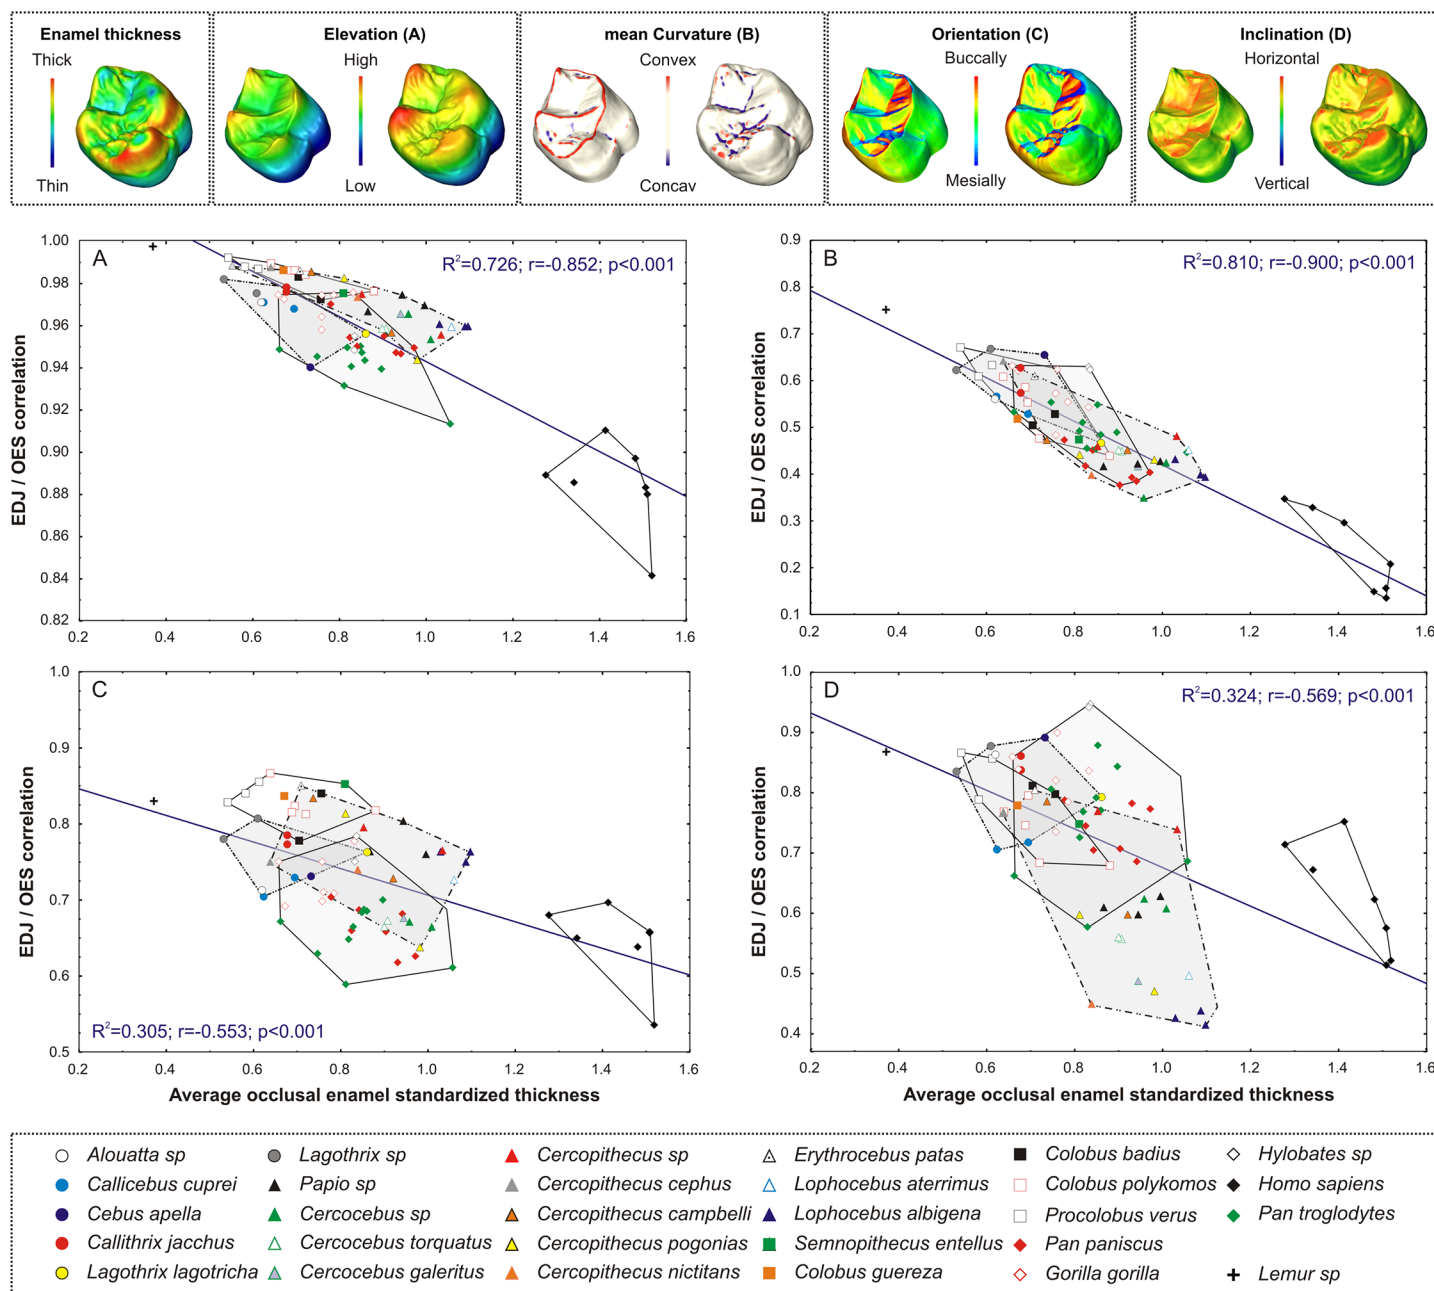 Enamel thickness
Thick
Thin
Elevation (A)
High
Low
mean Curvature (B)
Convex
Concav
Orientation (C)
Buccally
Mesially
Inclination (D)
Horizontal
Vertical
A
R²=0.726; r=-0.852; p<0.001
EDJ / OES correlation
1.00
0.98
0.96
0.94
0.92
0.90
0.88
0.86
0.84
0.82
0.2 0.4 0.6 0.8 1.0 1.2 1.4 1.6
B
R²=0.810; r=-0.900; p<0.001
EDJ / OES correlation
0.9
0.8
0.7
0.6
0.5
0.4
0.3
0.2
0.1
0.2 0.4 0.6 0.8 1.0 1.2 1.4 1.6
C
R²=0.305; r=-0.553; p<0.001
EDJ / OES correlation
1.0
0.9
0.8
0.7
0.6
0.5
0.2 0.4 0.6 0.8 1.0 1.2 1.4 1.6
Average occlusal enamel standardized thickness
D
R²=0.324; r=-0.569; p<0.001
EDJ / OES correlation
1.0
0.9
0.8
0.7
0.6
0.5
0.4
0.2 0.4 0.6 0.8 1.0 1.2 1.4 1.6
Average occlusal enamel standardized thickness
Alouatta sp
Callicebus cuprei
Cebus apella
Callithrix jacchus
Lagothrix lagotricha
Lagothrix sp
Papio sp
Cercocebus sp
Cercocebus torquatus
Cercocebus galeritus
Cercopithecus sp
Cercopithecus cephus
Cercopithecus campbelli
Cercopithecus pogonias
Cercopithecus nictitans
Erythrocebus patas
Lophocebus aterrimus
Lophocebus albigena
Semnopithecus entellus
Colobus guereza
Colobus badius
Colobus polykomos
Procolobus verus
Pan paniscus
Gorilla gorilla
Hylobates sp
Homo sapiens
Pan troglodytes
Lemur sp